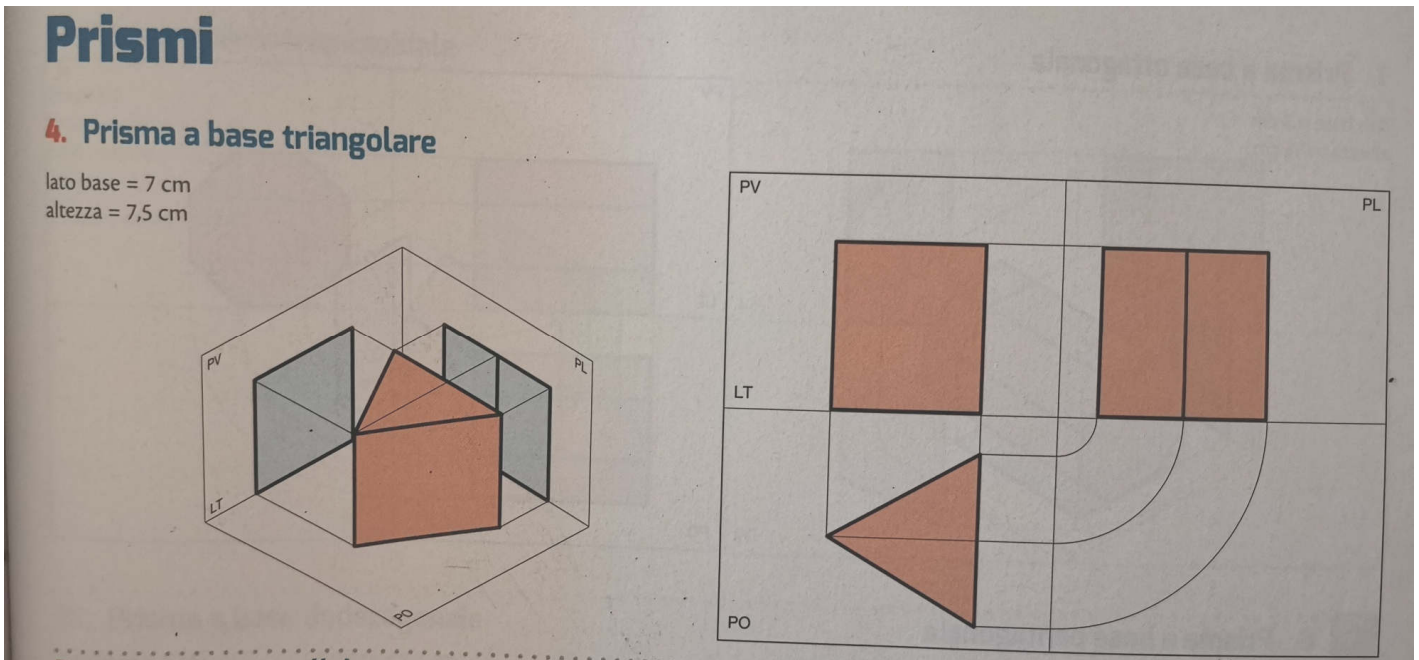 Prismi
4. Prisma a base triangolare
lato base = 7 cm
altezza = 7,5 cm
PV
PL
LT
PO
PV
PL
LT
PO